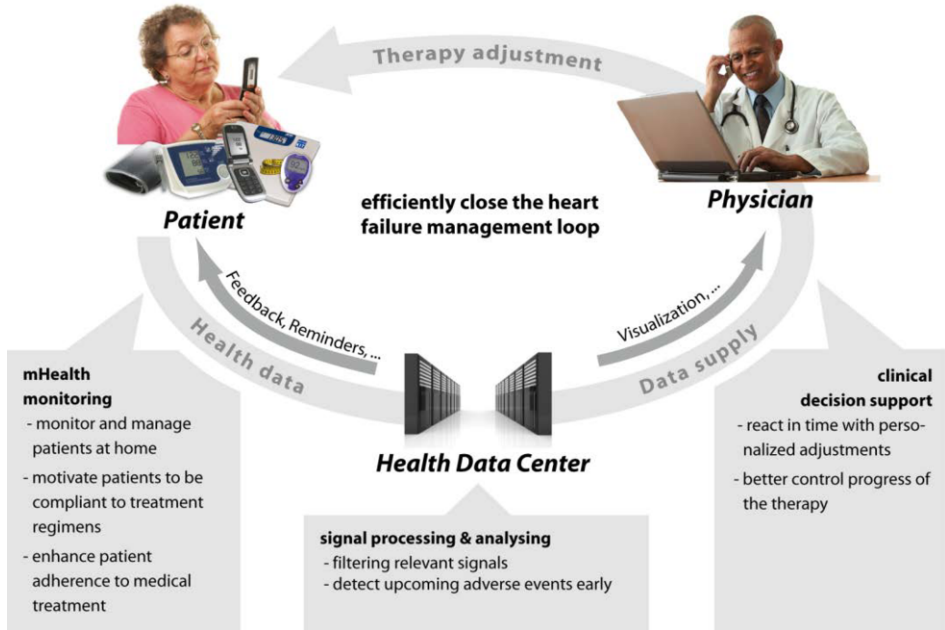 Therapy adjustment
Patient
Physician
efficiently close the heart
failure management loop
Feedback, Reminders, ...
Health data
Visualization, ...
Data supply
Health Data Center
mHealth
monitoring
- monitor and manage
patients at home
- motivate patients to be
compliant to treatment
regimens
- enhance patient
adherence to medical
treatment
signal processing & analysing
- filtering relevant signals
- detect upcoming adverse events early
clinical
decision support
- react in time with perso-
nalized adjustments
- better control progress of
the therapy